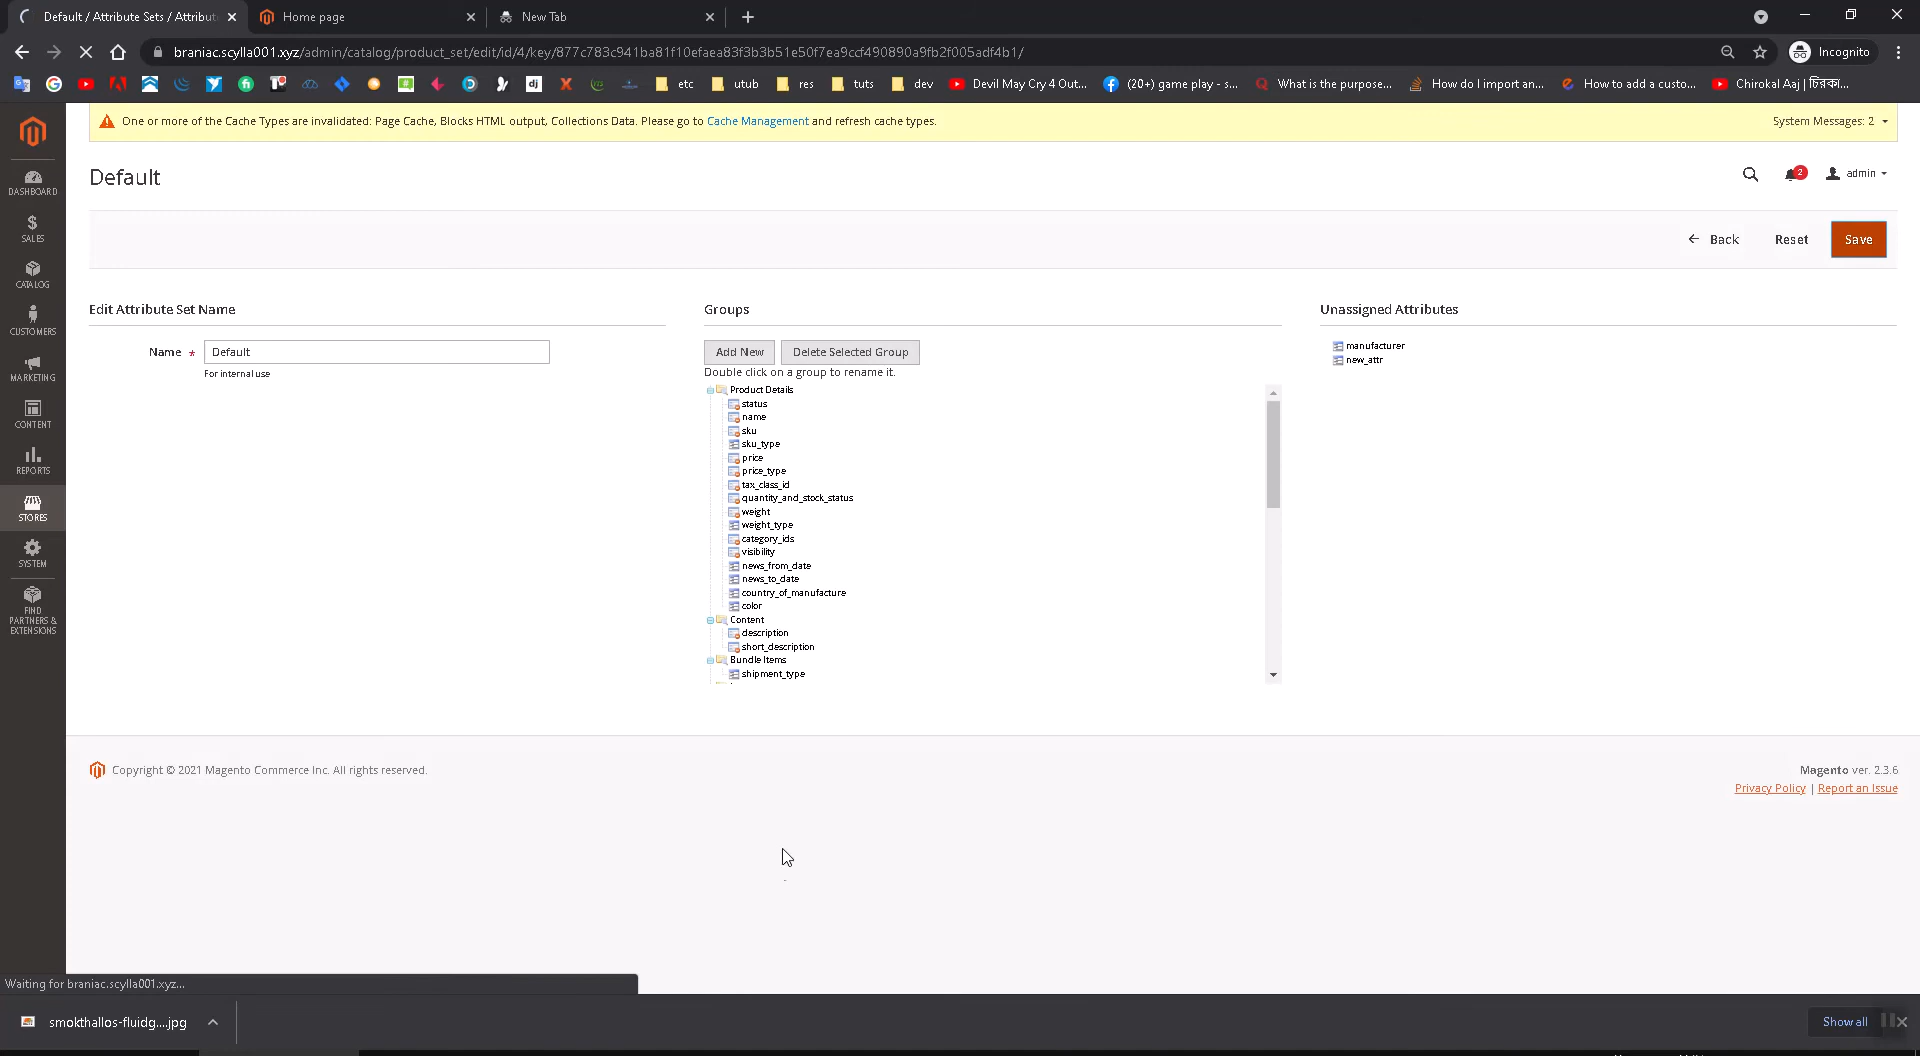 Default / Attribute Sets / Attribut
Home page
New Tab
braniac.scylla001.xyz/admin/catalog/product_set/edit/id/4/key/877c783c941ba81f10efaea83f3b3b51e50f7ea9ccf490890a9fb2f005adf4b1/
Incognito
etc
utub
res
tuts
dev
Devil May Cry 4 Out...
(20+) game play - s...
What is the purpose...
How do I import an...
How to add a custo...
Chirokal Aaj | চিরকা...
One or more of the Cache Types are invalidated: Page Cache, Blocks HTML output, Collections Data. Please go to Cache Management and refresh cache types.
System Messages: 2
Default
2
admin
Back
Reset
Save
DASHBOARD
SALES
CATALOG
CUSTOMERS
MARKETING
CONTENT
REPORTS
STORES
SYSTEM
FIND
PARTNERS &
EXTENSIONS
Edit Attribute Set Name
Name *
Default
For internal use
Groups
Add New
Delete Selected Group
Double click on a group to rename it.
Product Details
status
name
sku
sku_type
price
price_type
tax_class_id
quantity_and_stock_status
weight
weight_type
category_ids
visibility
news_from_date
news_to_date
country_of_manufacture
color
Content
description
short_description
Bundle Items
shipment_type
Unassigned Attributes
manufacturer
new_attr
Copyright © 2021 Magento Commerce Inc. All rights reserved.
Magento ver. 2.3.6
Privacy Policy | Report an Issue
Waiting for braniac.scylla001.xyz...
smokthallos-fluidg....jpg
Show all